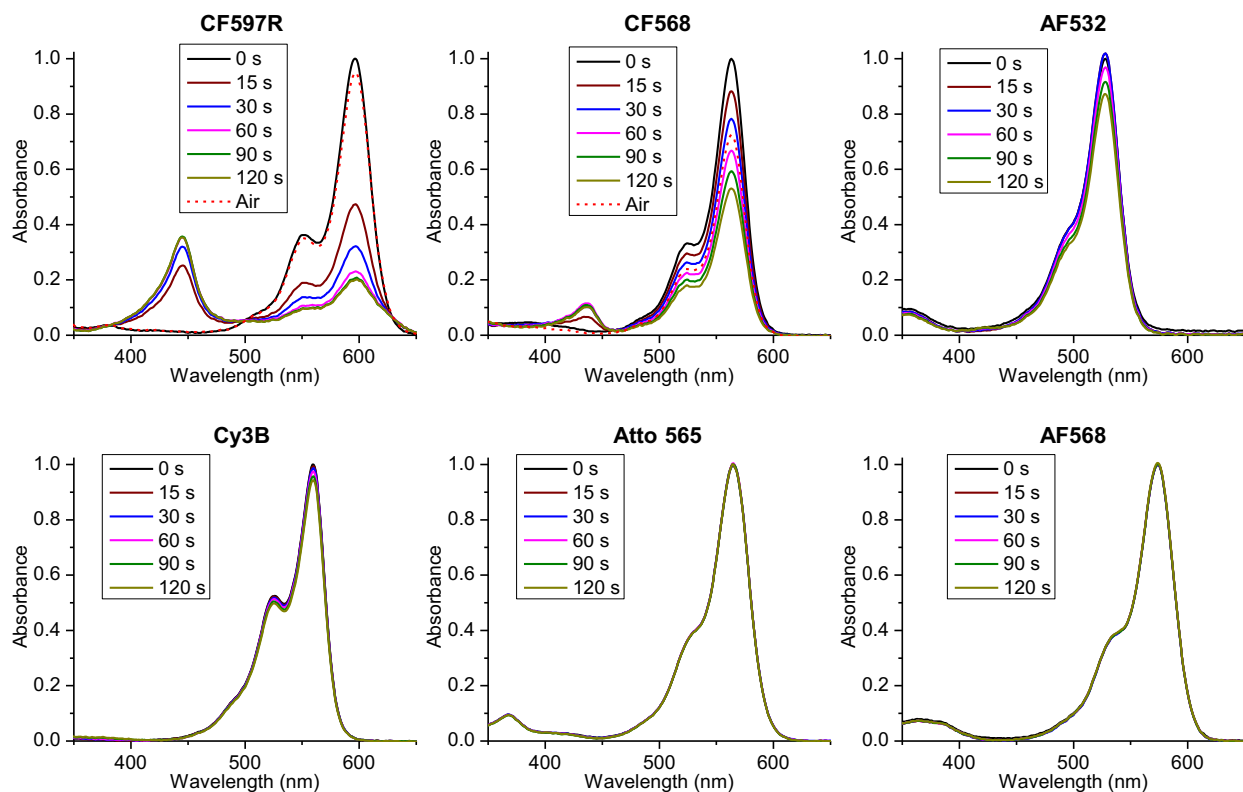 CF597R
0 s
15 s
30 s
60 s
90 s
120 s
Air
1.0
0.8
0.6
0.4
0.2
0.0
Absorbance
400
500
600
Wavelength (nm)
CF568
0 s
15 s
30 s
60 s
90 s
120 s
Air
1.0
0.8
0.6
0.4
0.2
0.0
Absorbance
400
500
600
Wavelength (nm)
AF532
0 s
15 s
30 s
60 s
90 s
120 s
1.0
0.8
0.6
0.4
0.2
0.0
Absorbance
400
500
600
Wavelength (nm)
Cy3B
0 s
15 s
30 s
60 s
90 s
120 s
1.0
0.8
0.6
0.4
0.2
0.0
Absorbance
400
500
600
Wavelength (nm)
Atto 565
0 s
15 s
30 s
60 s
90 s
120 s
1.0
0.8
0.6
0.4
0.2
0.0
Absorbance
400
500
600
Wavelength (nm)
AF568
0 s
15 s
30 s
60 s
90 s
120 s
1.0
0.8
0.6
0.4
0.2
0.0
Absorbance
400
500
600
Wavelength (nm)